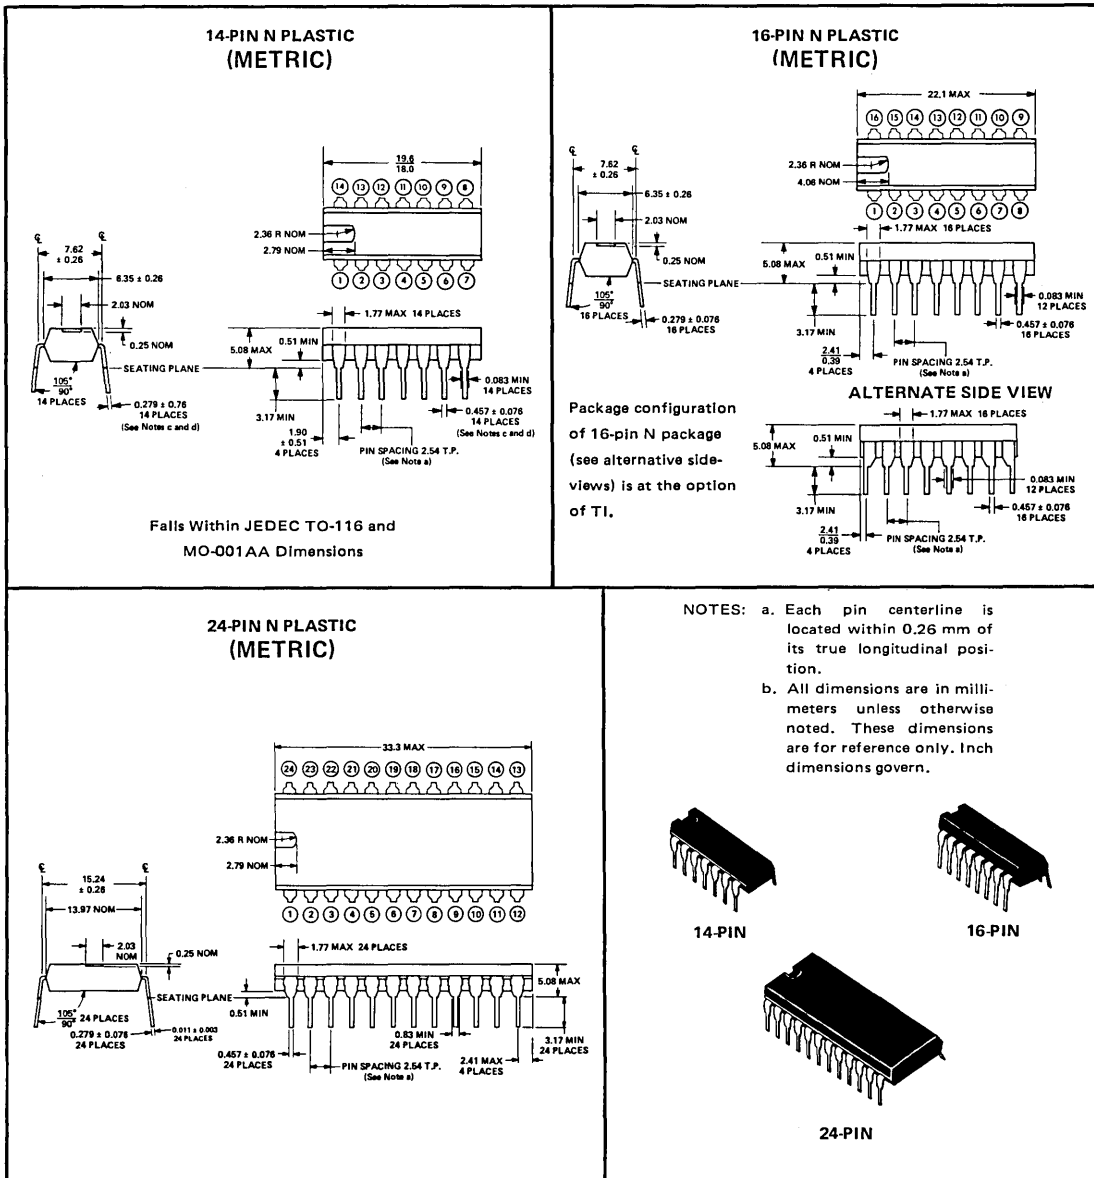 14-PIN N PLASTIC
(METRIC)
19.6
18.0
14 13 12 11 10 9 8
2.36 R NOM
2.79 NOM
1 2 3 4 5 6 7
℄ ℄
7.62
± 0.26
6.35 ± 0.26
2.03 NOM
0.25 NOM
1.77 MAX 14 PLACES
0.51 MIN
5.08 MAX
SEATING PLANE
105°
90°
14 PLACES
0.279 ± 0.76
14 PLACES
(See Notes c and d)
3.17 MIN
0.083 MIN
14 PLACES
0.457 ± 0.076
14 PLACES
(See Notes c and d)
1.90
± 0.51
4 PLACES
PIN SPACING 2.54 T.P.
(See Note a)
Falls Within JEDEC TO-116 and
MO-001AA Dimensions
16-PIN N PLASTIC
(METRIC)
22.1 MAX
16 15 14 13 12 11 10 9
2.36 R NOM
4.06 NOM
1 2 3 4 5 6 7 8
℄ ℄
7.62
± 0.26
6.35 ± 0.26
2.03 NOM
0.25 NOM
1.77 MAX 16 PLACES
0.51 MIN
5.08 MAX
SEATING PLANE
105°
90°
16 PLACES
0.279 ± 0.076
16 PLACES
3.17 MIN
0.083 MIN
12 PLACES
0.457 ± 0.076
16 PLACES
2.41
0.39
4 PLACES
PIN SPACING 2.54 T.P.
(See Note a)
ALTERNATE SIDE VIEW
1.77 MAX 16 PLACES
0.51 MIN
5.08 MAX
3.17 MIN
0.083 MIN
12 PLACES
0.457 ± 0.076
16 PLACES
2.41
0.39
4 PLACES
PIN SPACING 2.54 T.P.
(See Note a)
Package configuration
of 16-pin N package
(see alternative side-
views) is at the option
of TI.
24-PIN N PLASTIC
(METRIC)
33.3 MAX
24 23 22 21 20 19 18 17 16 15 14 13
2.36 R NOM
2.79 NOM
1 2 3 4 5 6 7 8 9 10 11 12
℄ ℄
15.24
± 0.26
13.97 NOM
2.03
NOM
0.25 NOM
1.77 MAX 24 PLACES
5.08 MAX
SEATING PLANE
0.51 MIN
105°
90°
24 PLACES
0.279 ± 0.076
24 PLACES
0.011 ± 0.003
24 PLACES
0.83 MIN
24 PLACES
3.17 MIN
24 PLACES
0.457 ± 0.076
24 PLACES
PIN SPACING 2.54 T.P.
(See Note a)
2.41 MAX
4 PLACES
NOTES: a. Each pin centerline is
located within 0.26 mm of
its true longitudinal posi-
tion.
b. All dimensions are in milli-
meters unless otherwise
noted. These dimensions
are for reference only. Inch
dimensions govern.
14-PIN
16-PIN
24-PIN